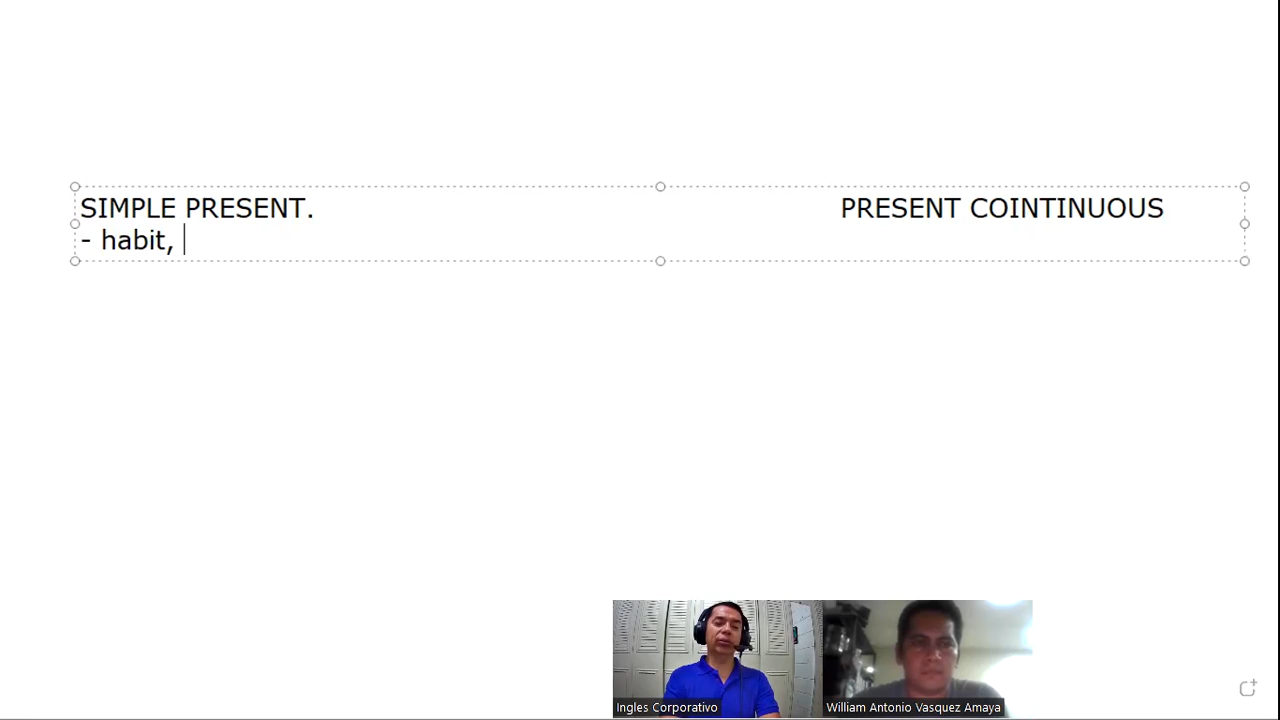 SIMPLE PRESENT. PRESENT COINTINUOUS
- habit,
Ingles Corporativo
William Antonio Vasquez Amaya